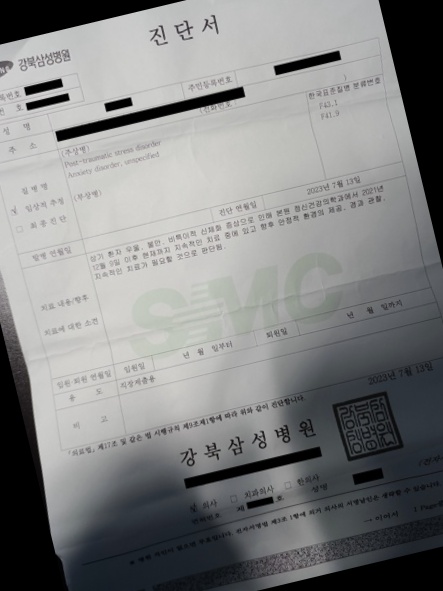 진단서
강북삼성병원
록번호
호
주민등록번호
성 명
(전화번호 )
주 소
한국표준질병 분류번호
(주상병)
Post-traumatic stress disorder
F43.1
Anxiety disorder, unspecified
F41.9
질 병 명
(부상병)
임상적 추정
최 종 진 단
발병 연월일
진단 연월일
2023년 7월 13일
상기 환자 우울, 불안, 비특이적 신체화 증상으로 인해 본원 정신건강의학과에서 2021년
12월 9일 이후 현재까지 지속적인 치료 중에 있고 향후 안정적 환경의 제공, 경과 관찰,
지속적인 치료가 필요할 것으로 판단됨.
치료 내용/향후
치료에 대한 소견
SMC
입원·퇴원 연월일
입원일
년 월 일부터
퇴원일
년 월 일까지
용 도
직장제출용
비 고
「의료법」 제17조 및 같은 법 시행규칙 제9조제1항에 따라 위와 같이 진단합니다.
2023년 7월 13일
강북삼성병원
의사
치과의사
한의사
제 호
성명